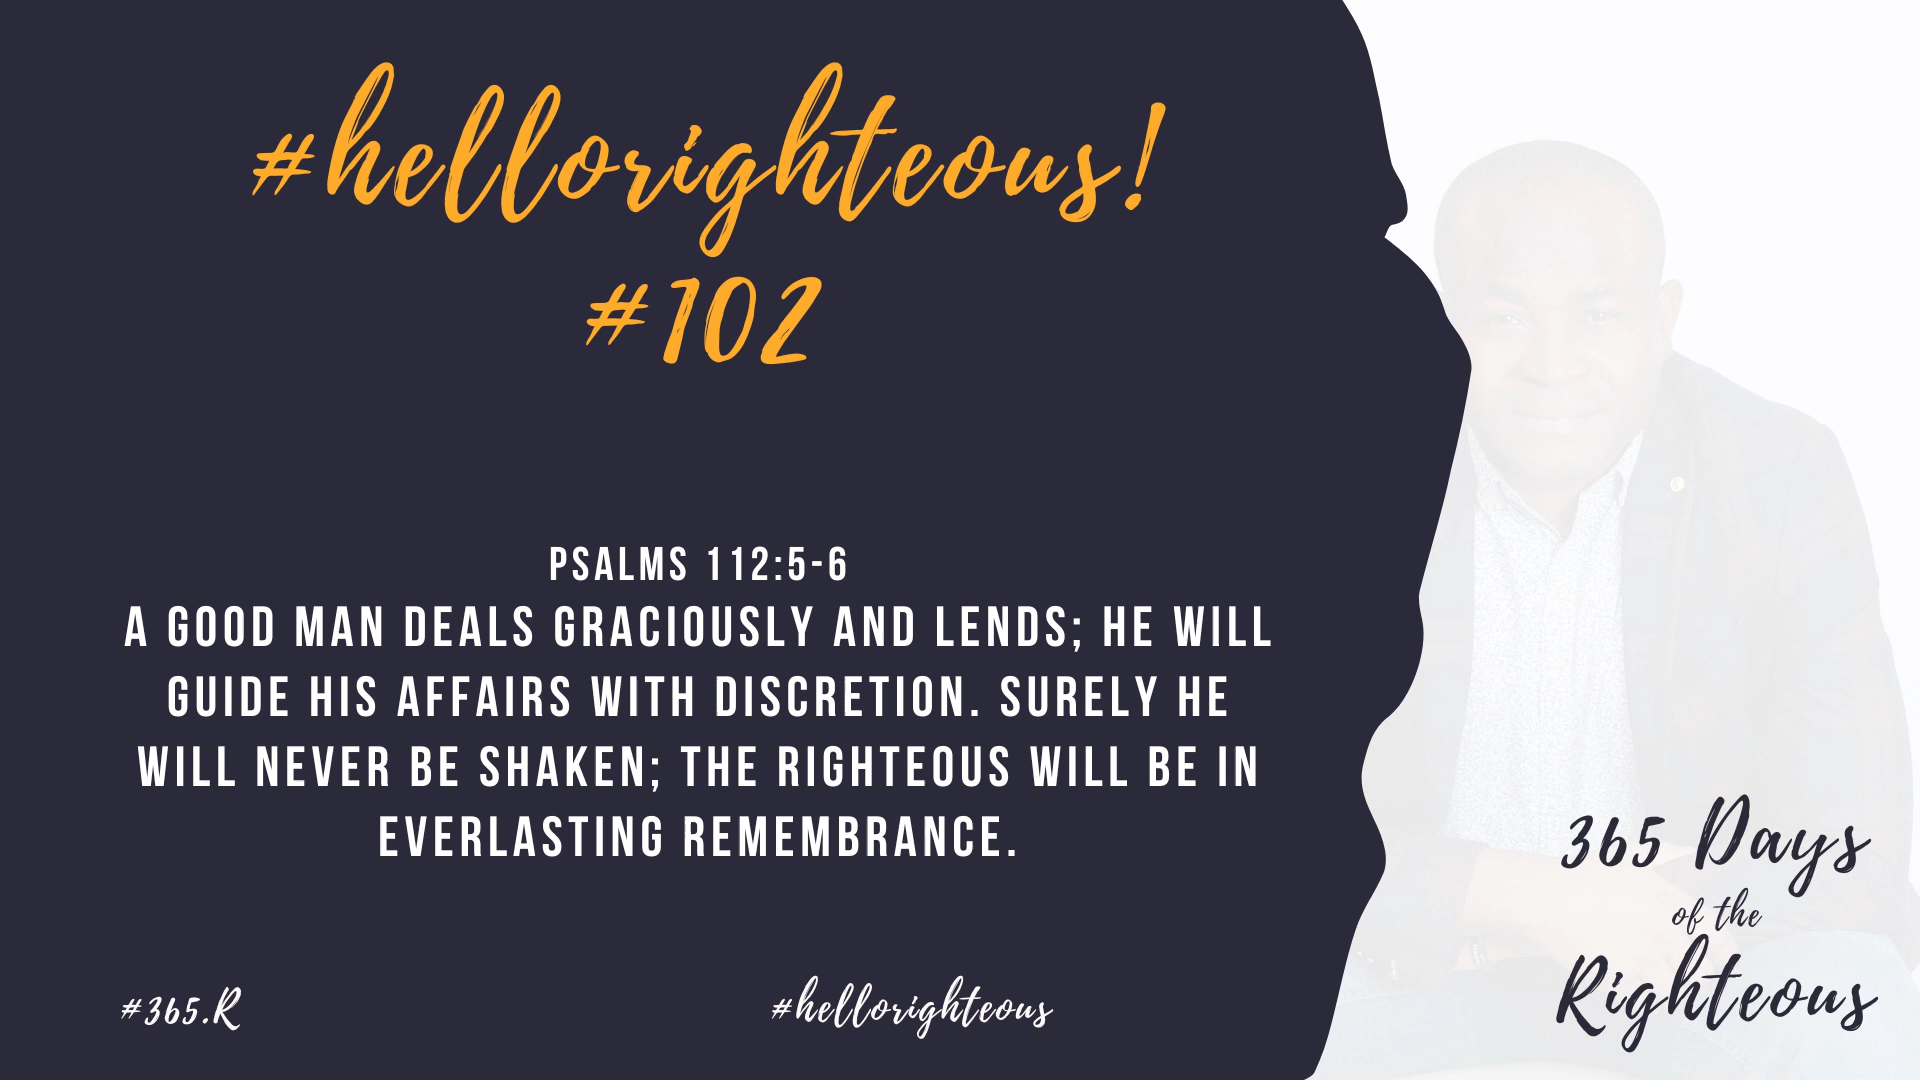 #hellorighteous!
#102
PSALMS 112:5-6
A GOOD MAN DEALS GRACIOUSLY AND LENDS; HE WILL
GUIDE HIS AFFAIRS WITH DISCRETION. SURELY HE
WILL NEVER BE SHAKEN; THE RIGHTEOUS WILL BE IN
EVERLASTING REMEMBRANCE.
#365.R
#hellorighteous
365 Days
of the
Righteous